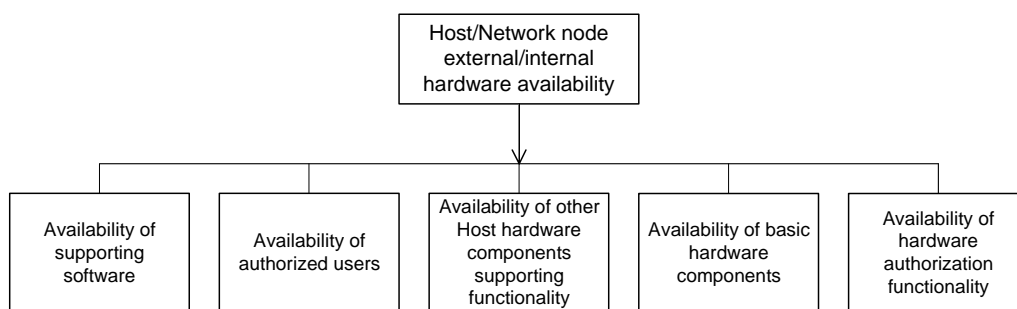 Host/Network node
external/internal
hardware availability
Availability of
supporting
software
Availability of
authorized users
Availability of other
Host hardware
components
supporting
functionality
Availability of basic
hardware
components
Availability of
hardware
authorization
functionality